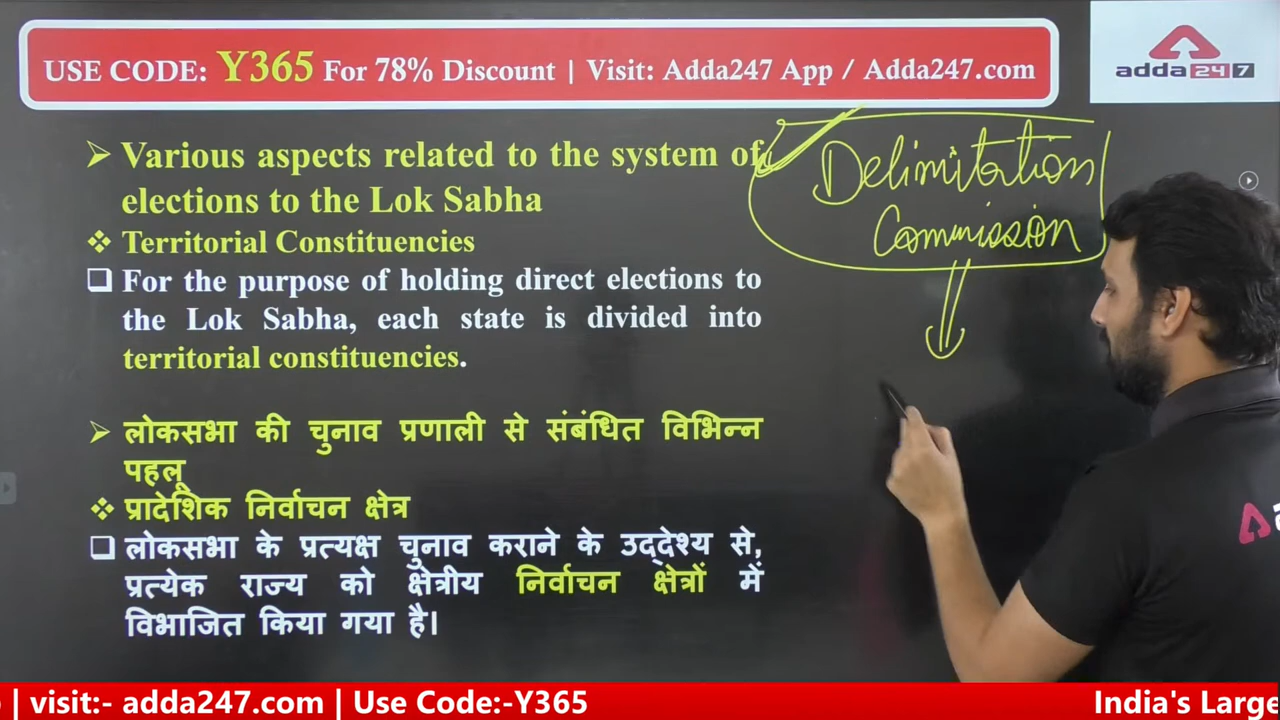 USE CODE: Y365 For 78% Discount | Visit: Adda247 App / Adda247.com
adda247
➢ Various aspects related to the system of
elections to the Lok Sabha
❖ Territorial Constituencies
❑ For the purpose of holding direct elections to
the Lok Sabha, each state is divided into
territorial constituencies.
➢ लोकसभा की चुनाव प्रणाली से संबंधित विभिन्न
पहलू
❖ प्रादेशिक निर्वाचन क्षेत्र
❑ लोकसभा के प्रत्यक्ष चुनाव कराने के उद्देश्य से,
प्रत्येक राज्य को क्षेत्रीय निर्वाचन क्षेत्रों में
विभाजित किया गया है।
Delimitation
Commission
| visit:- adda247.com | Use Code:-Y365
India's Large